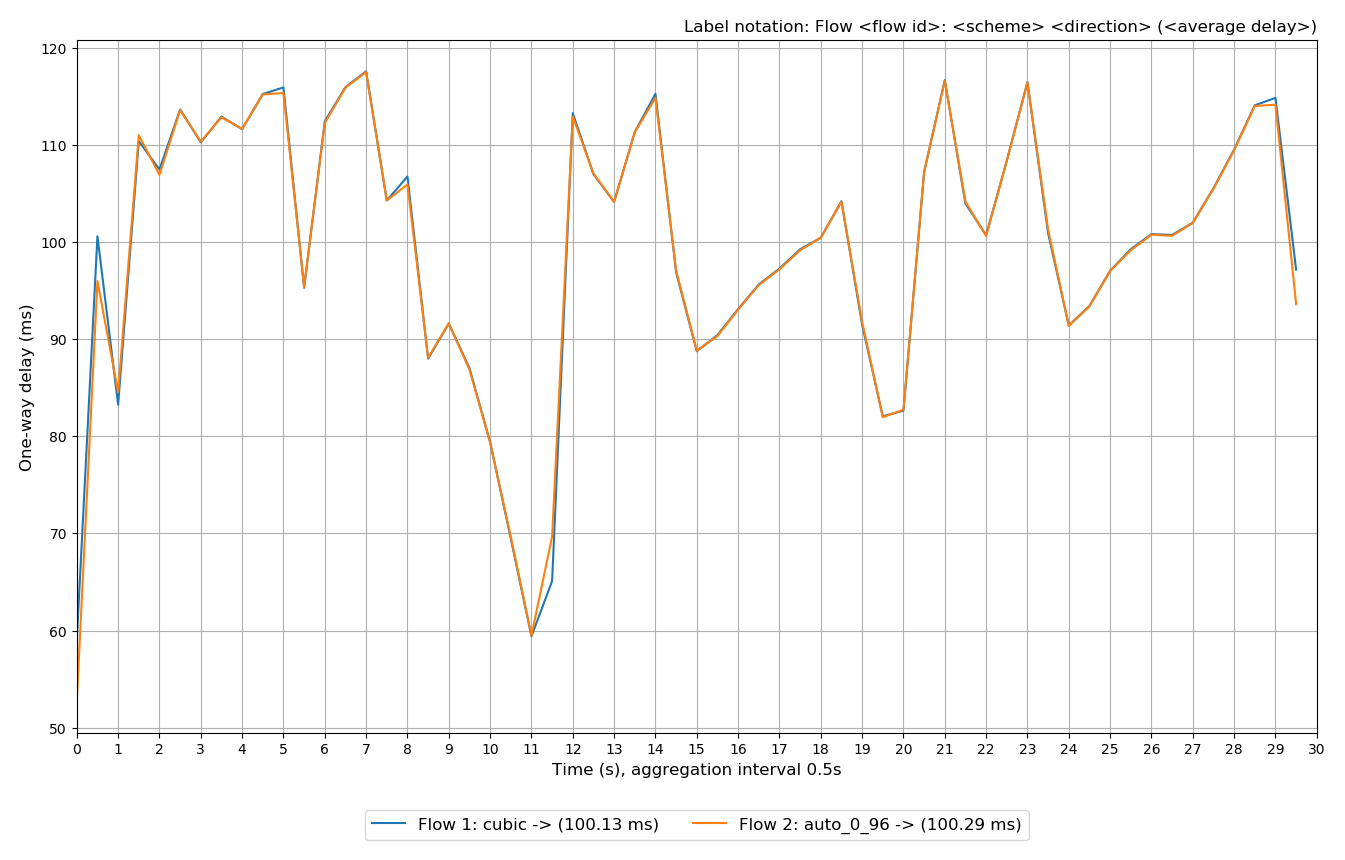 Label notation: Flow <flow id>: <scheme> <direction> (<average delay>)
120
110
100
90
80
70
60
50
One-way delay (ms)
0 1 2 3 4 5 6 7 8 9 10 11 12 13 14 15 16 17 18 19 20 21 22 23 24 25 26 27 28 29 30
Time (s), aggregation interval 0.5s
Flow 1: cubic -> (100.13 ms) Flow 2: auto_0_96 -> (100.29 ms)